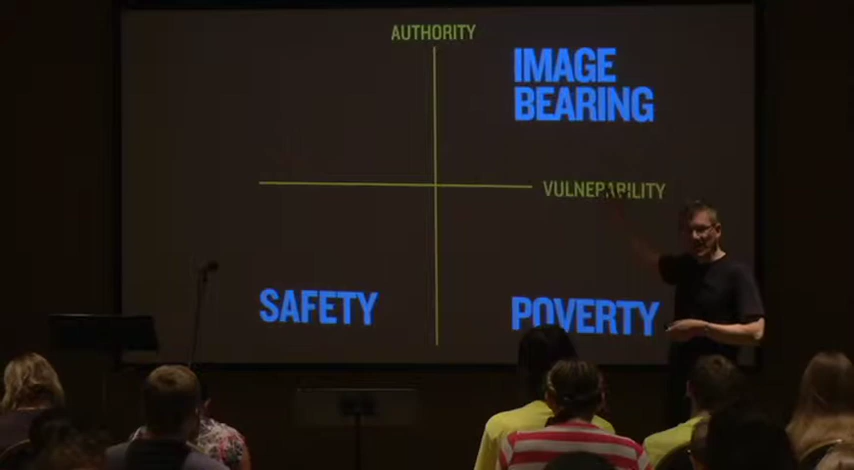 AUTHORITY
IMAGE
BEARING
VULNERABILITY
SAFETY
POVERTY